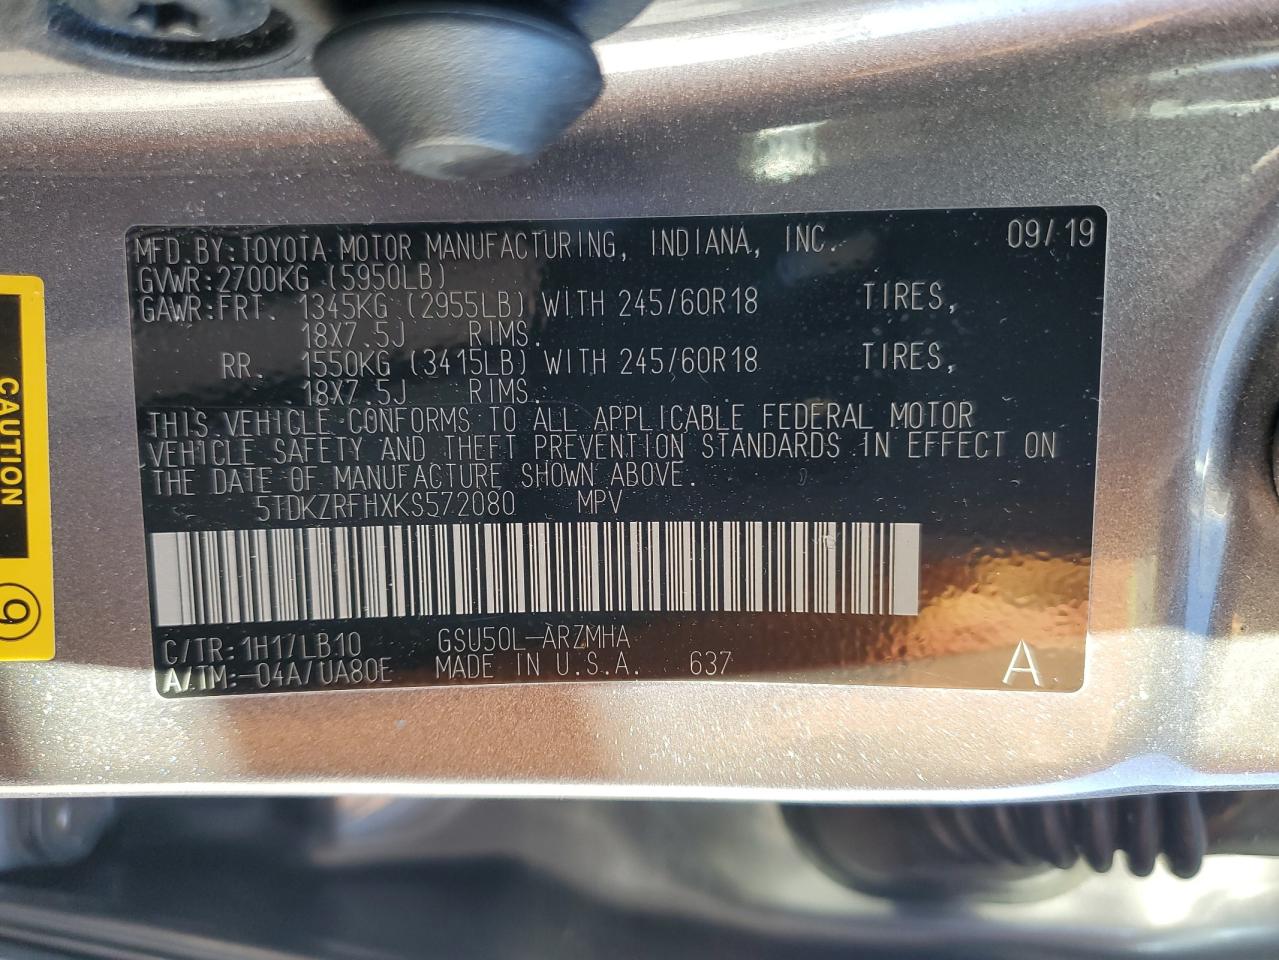 MFD.BY:TOYOTA MOTOR MANUFACTURING, INDIANA, INC. 09/19
GVWR:2700KG (5950LB)
GAWR:FRT. 1345KG (2955LB) WITH 245/60R18 TIRES,
18X7.5J RIMS.
RR. 1550KG (3415LB) WITH 245/60R18 TIRES,
18X7.5J RIMS.
THIS VEHICLE CONFORMS TO ALL APPLICABLE FEDERAL MOTOR
VEHICLE SAFETY AND THEFT PREVENTION STANDARDS IN EFFECT ON
THE DATE OF MANUFACTURE SHOWN ABOVE.
5TDKZRFHXKS572080 MPV
C/TR:1H17/LB10 GSU50L-ARZMHA
A/TM:-04A/UA80E MADE IN U.S.A. 637 A
CAUTION
9